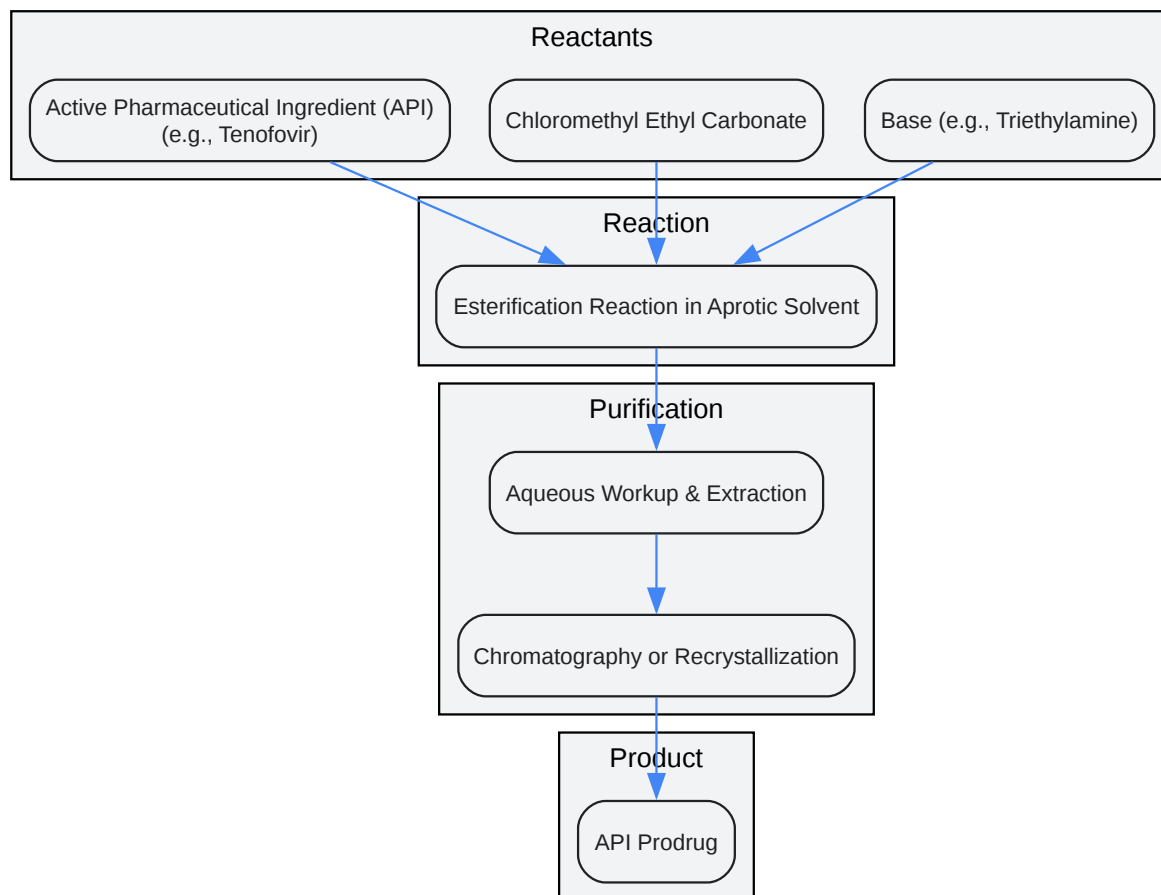 Reactants
Active Pharmaceutical Ingredient (API)
(e.g., Tenofovir)
Chloromethyl Ethyl Carbonate
Base (e.g., Triethylamine)
Reaction
Esterification Reaction in Aprotic Solvent
Purification
Aqueous Workup & Extraction
Chromatography or Recrystallization
Product
API Prodrug